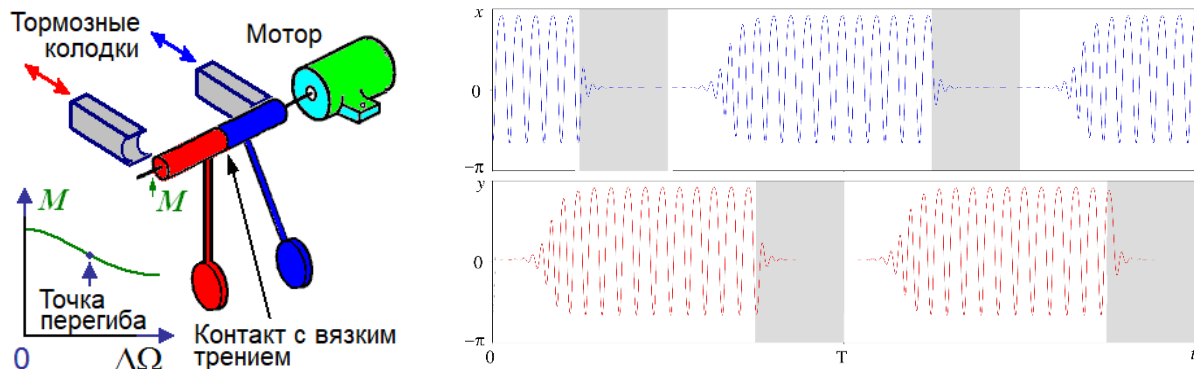 Тормозные
колодки
Мотор
M
M
Точка
перегиба
Контакт с вязким
трением
0
ΔΩ
x
0
−π
y
0
−π
0
T
t